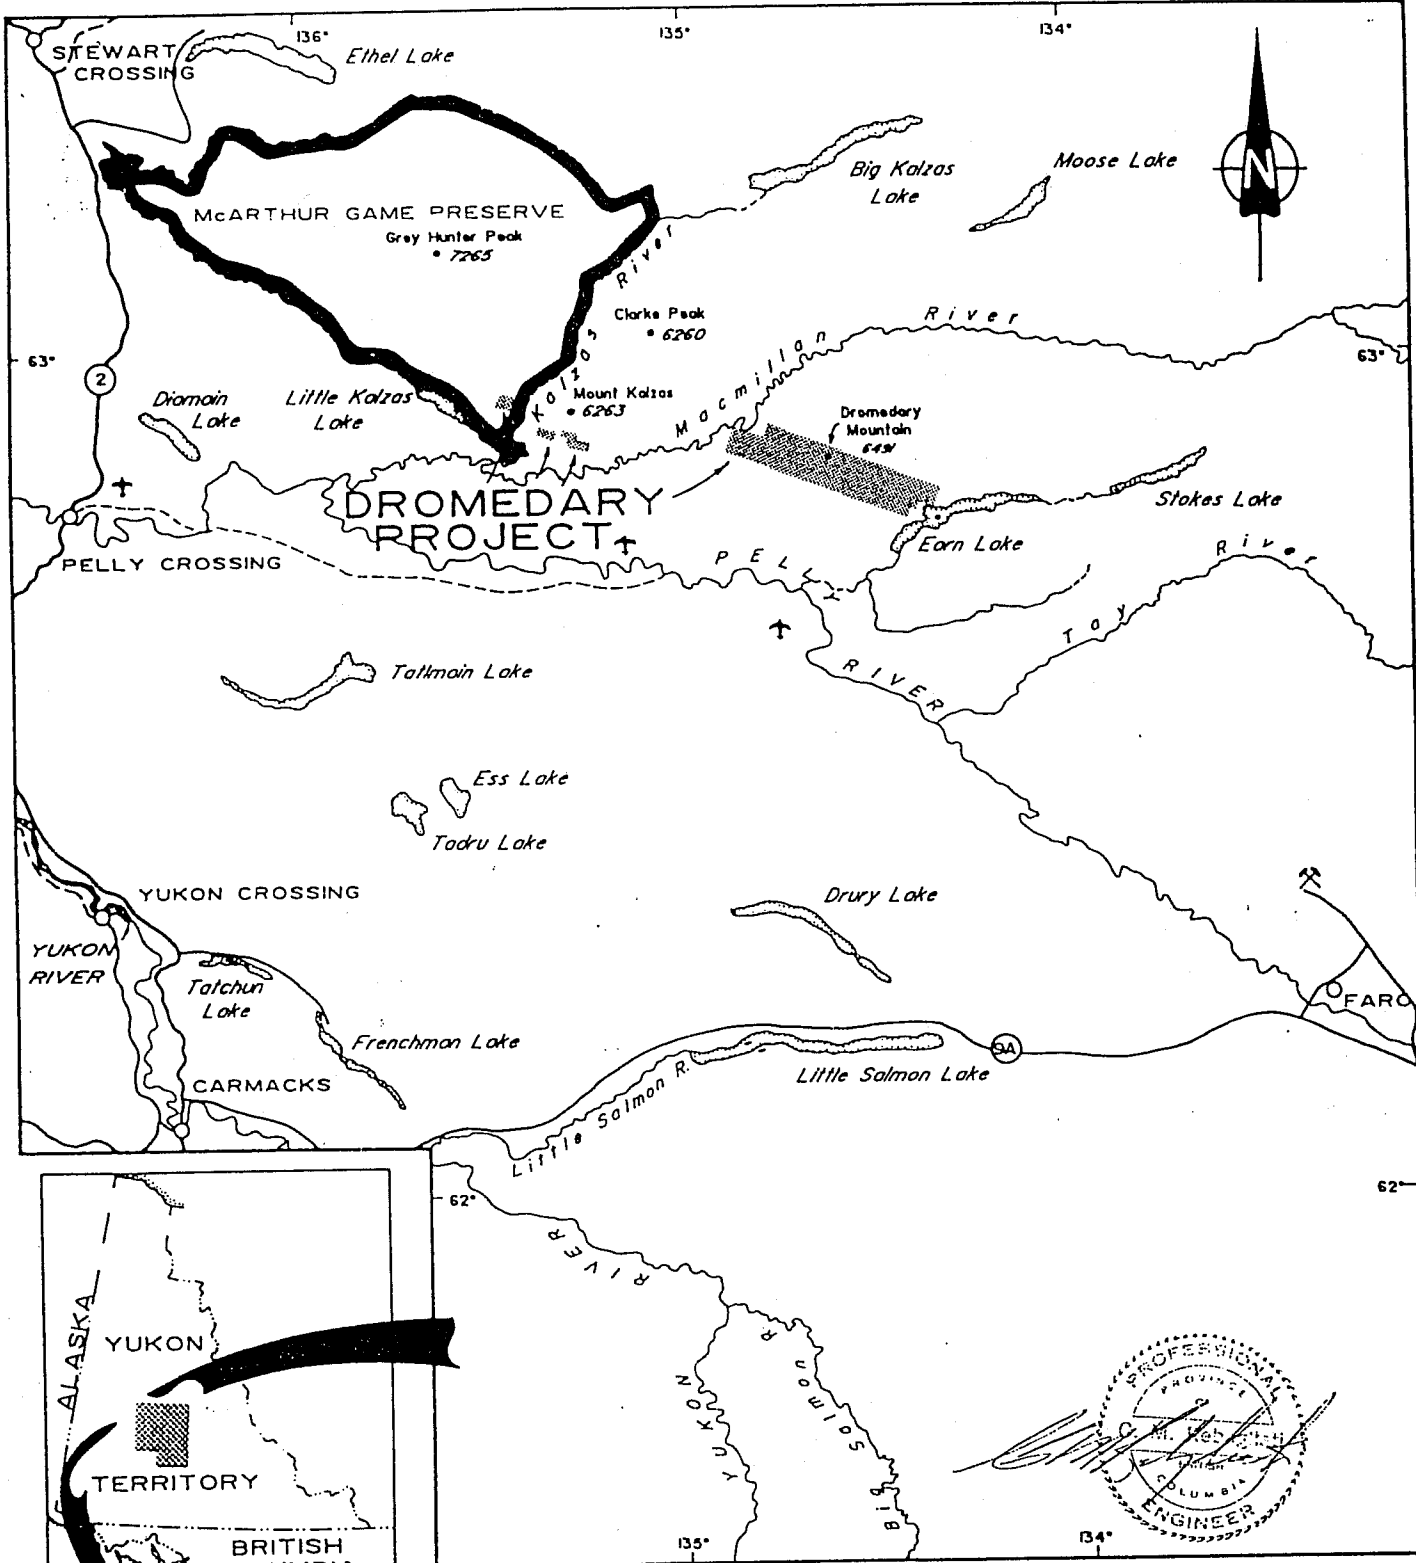 136°
135°
134°
STEWART
CROSSING
Ethel Lake
McARTHUR GAME PRESERVE
Grey Hunter Peak
7265
Big Kalzas
Lake
Moose Lake
N
Kalzas River
Clarke Peak
6260
Macmillan River
63°
63°
2
Diamain
Lake
Little Kalzas
Lake
Mount Kalzas
6263
Dromedary
Mountain
6491
DROMEDARY
PROJECT
Stokes Lake
Earn Lake
PELLY CROSSING
PELLY RIVER
Tay River
Tatlmain Lake
Ess Lake
Tadru Lake
YUKON CROSSING
Drury Lake
YUKON
RIVER
Tatchun
Lake
FARO
Frenchman Lake
9A
CARMACKS
Little Salmon R.
Little Salmon Lake
62°
62°
YUKON RIVER
Big Salmon R
ALASKA
YUKON
TERRITORY
BRITISH
PROFESSIONAL
PROVINCE
COLUMBIA
ENGINEER
135°
134°